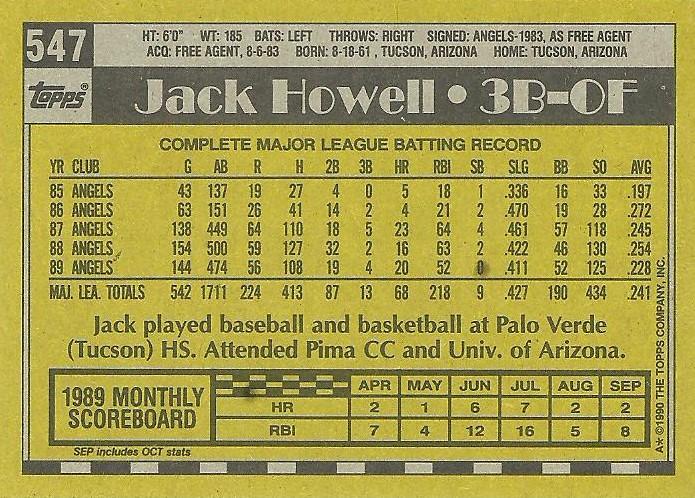 547
HT: 6'0" WT: 185 BATS: LEFT THROWS: RIGHT SIGNED: ANGELS-1983, AS FREE AGENT
ACQ: FREE AGENT, 8-6-83 BORN: 8-18-61 , TUCSON, ARIZONA HOME: TUCSON, ARIZONA
topps®
Jack Howell • 3B-OF
COMPLETE MAJOR LEAGUE BATTING RECORD
YR CLUB G AB R H 2B 3B HR RBI SB SLG BB SO AVG
85 ANGELS 43 137 19 27 4 0 5 18 1 .336 16 33 .197
86 ANGELS 63 151 26 41 14 2 4 21 2 .470 19 28 .272
87 ANGELS 138 449 64 110 18 5 23 64 4 .461 57 118 .245
88 ANGELS 154 500 59 127 32 2 16 63 2 .422 46 130 .254
89 ANGELS 144 474 56 108 19 4 20 52 0 .411 52 125 .228
MAJ. LEA. TOTALS 542 1711 224 413 87 13 68 218 9 .427 190 434 .241
Jack played baseball and basketball at Palo Verde
(Tucson) HS. Attended Pima CC and Univ. of Arizona.
1989 MONTHLY
SCOREBOARD
APR MAY JUN JUL AUG SEP
HR 2 1 6 7 2 2
RBI 7 4 12 16 5 8
SEP includes OCT stats
A* ©1990 THE TOPPS COMPANY, INC.